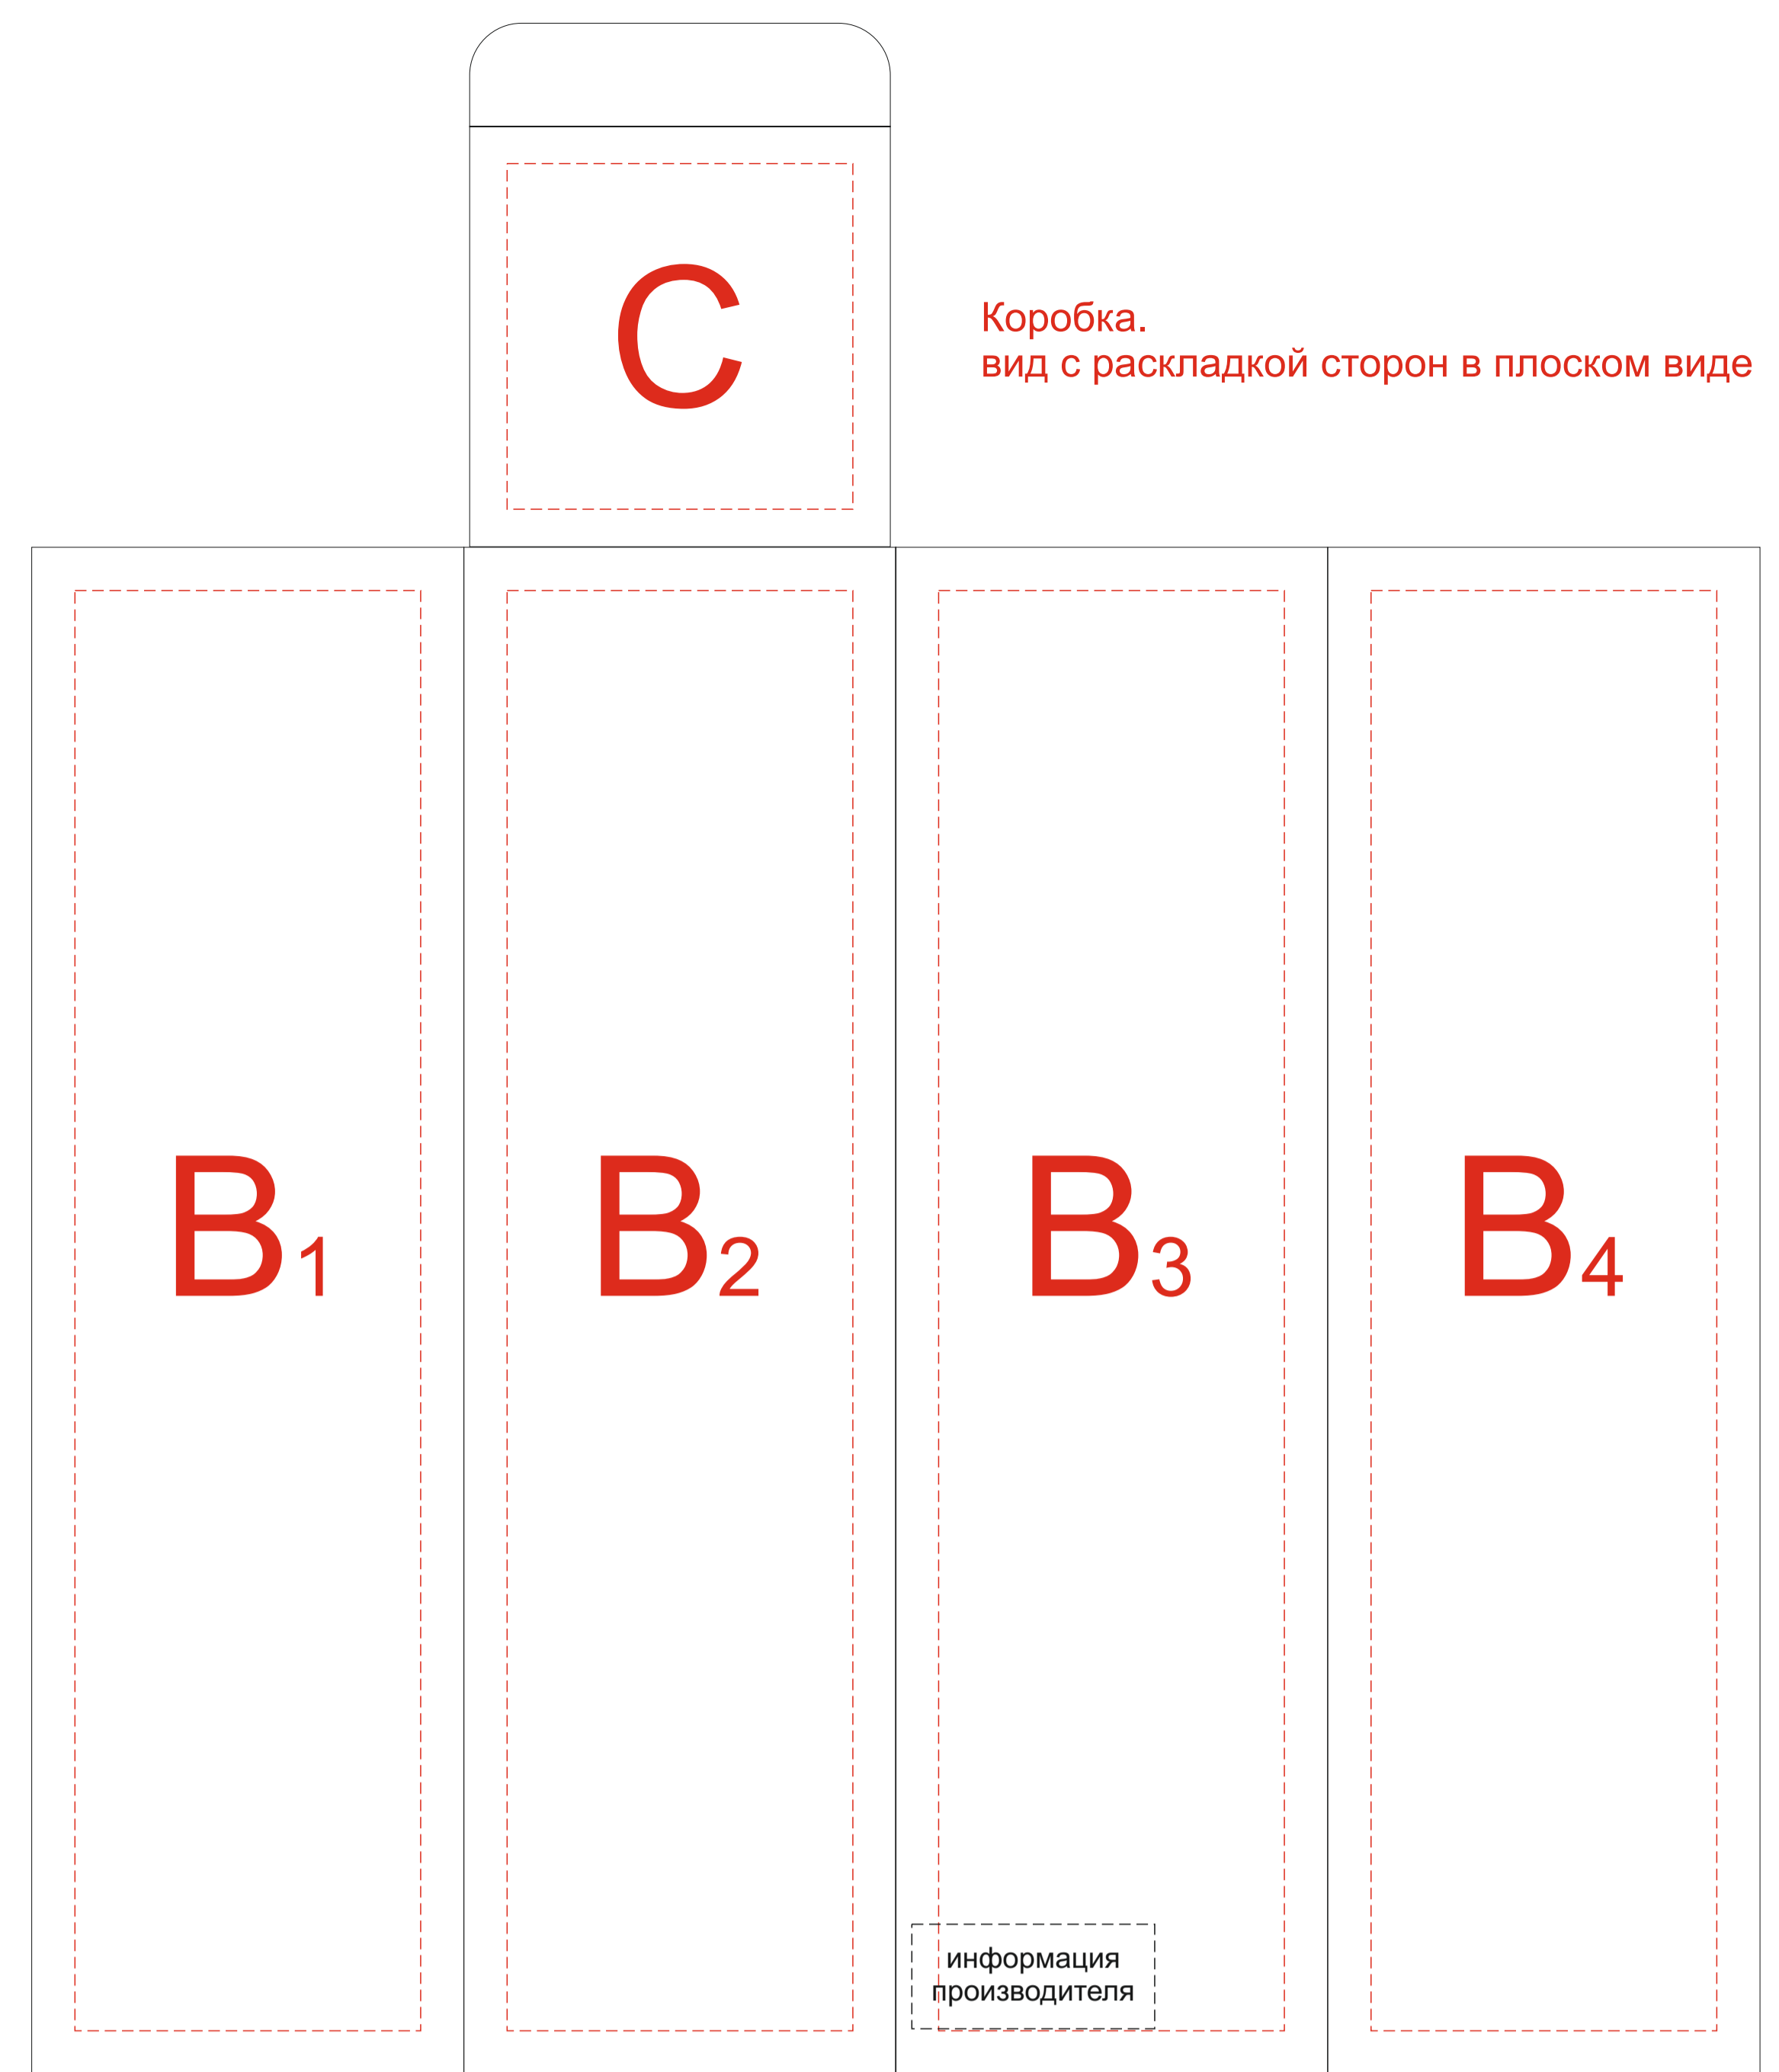 C
Коробка.
вид с раскладкой сторон в плоском виде
B1
B2
B3
B4
информация
производителя